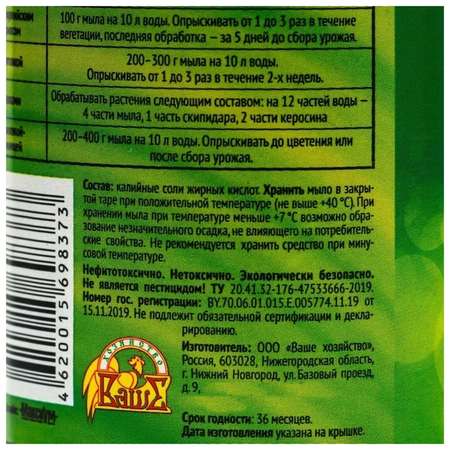 100 г мыла на 10 л воды. Опрыскивать от 1 до 3 раз в течение
вегетации, последняя обработка – за 5 дней до сбора урожая.
200–300 г мыла на 10 л воды.
Опрыскивать от 1 до 3 раз в течение 2-х недель.
Обрабатывать растения следующим составом: на 12 частей воды –
4 части мыла, 1 часть скипидара, 2 части керосина
200–400 г мыла на 10 л воды. Опрыскивать до цветения или
после сбора урожая.
Состав: калийные соли жирных кислот. Хранить мыло в закры-
той таре при положительной температуре (не выше +40 °С). При
хранении мыла при температуре меньше +7 °С возможно обра-
зование незначительного осадка, не влияющего на потребитель-
ские свойства. Не рекомендуется хранить средство при мину-
совой температуре.
Нефитотоксично. Нетоксично. Экологически безопасно.
Не является пестицидом! ТУ 20.41.32-176-47533666-2019.
Номер гос. регистрации: BY.70.06.01.015.E.005774.11.19 от
15.11.2019. Не подлежит обязательной сертификации и декла-
рированию.
Изготовитель: ООО «Ваше хозяйство»,
Россия, 603028, Нижегородская область,
г. Нижний Новгород, ул. Базовый проезд,
д. 9,
Срок годности: 36 месяцев.
Дата изготовления указана на крышке.
4620015698373
ХОЗЯЙСТВО
ВАШЕ